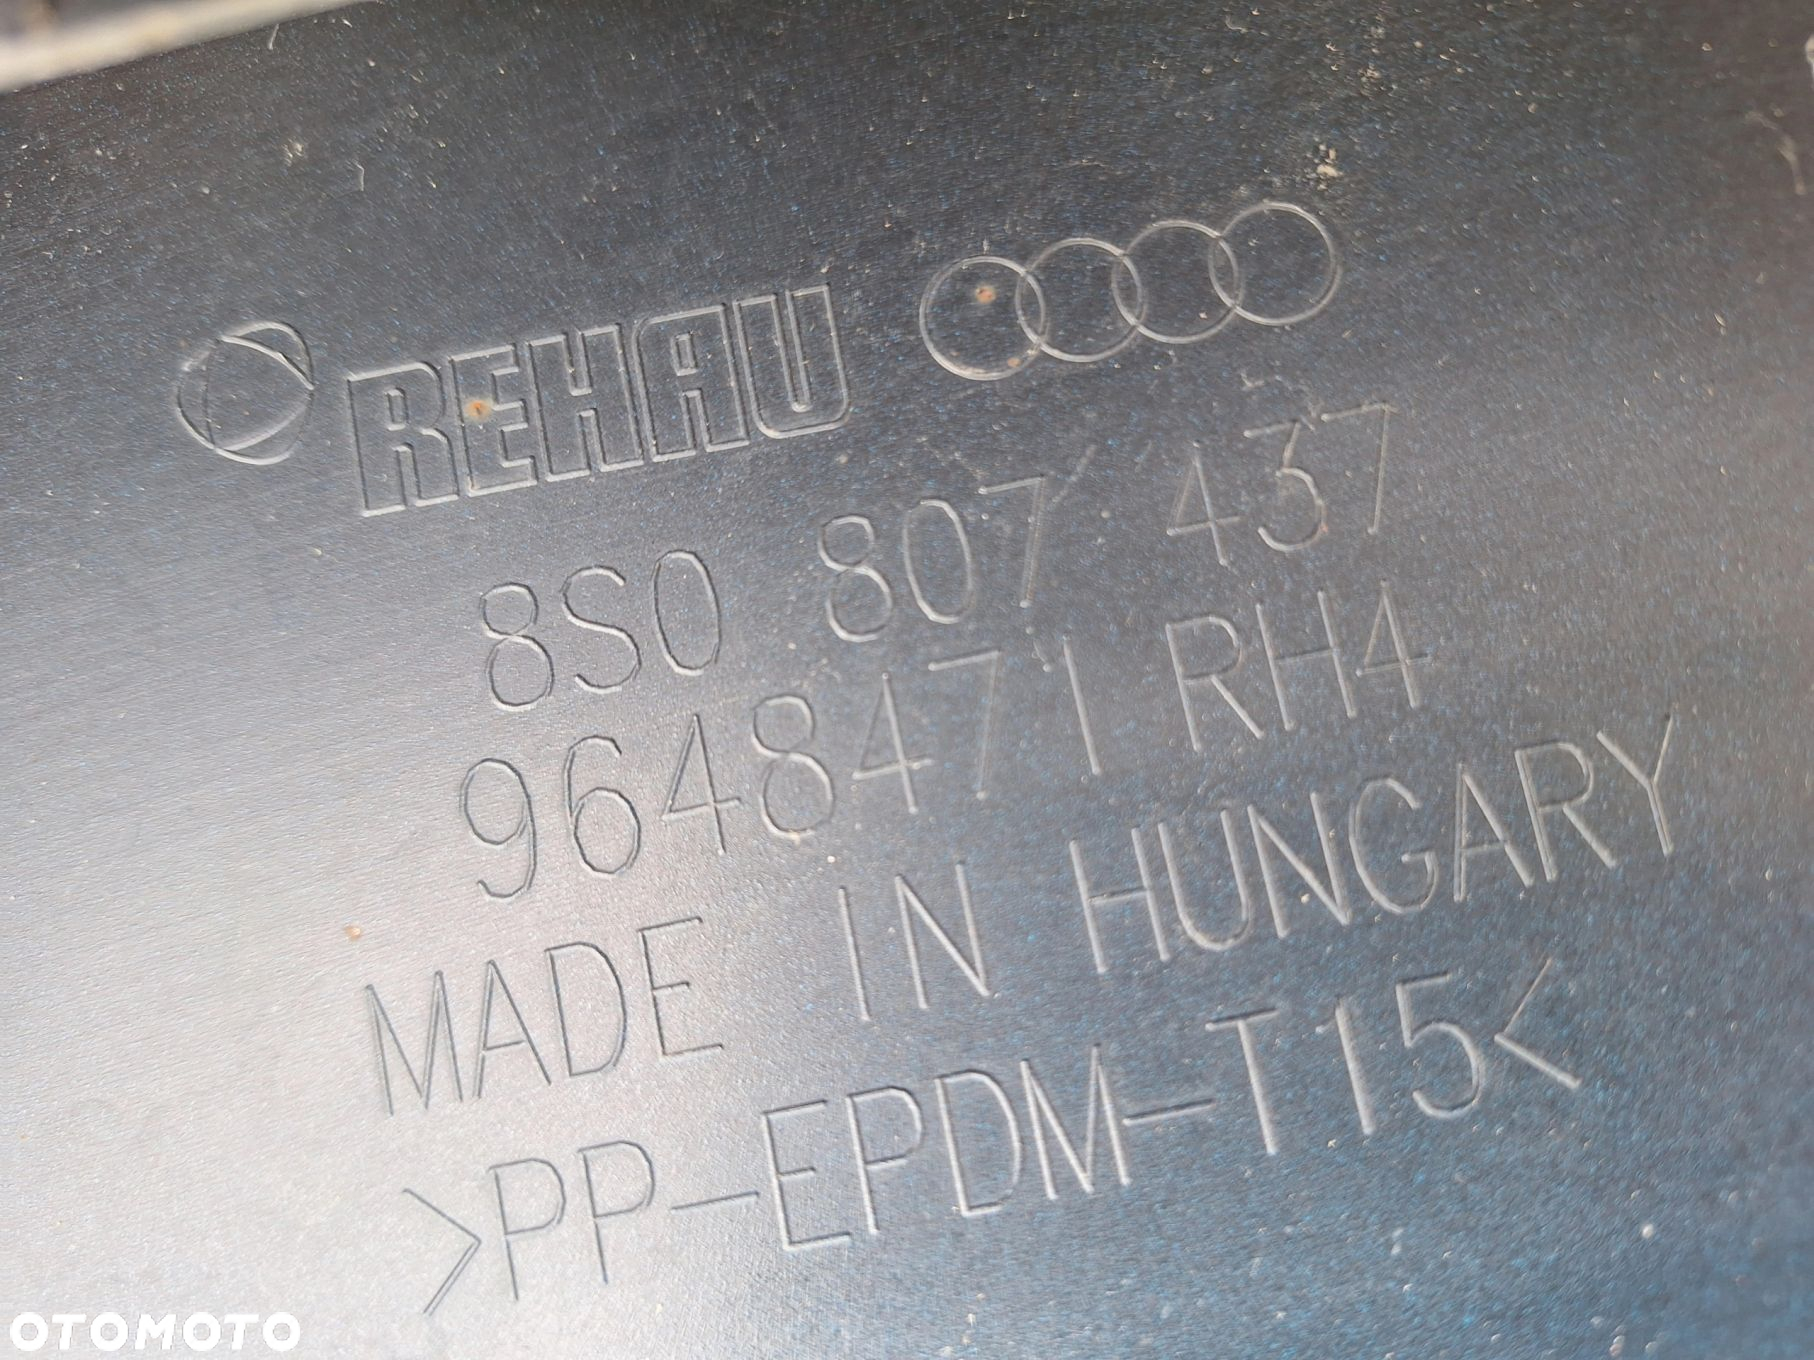 REHAU
8S0 807 437
9648471 RH4
MADE IN HUNGARY
>PP-EPDM-T15<
OTOMOTO